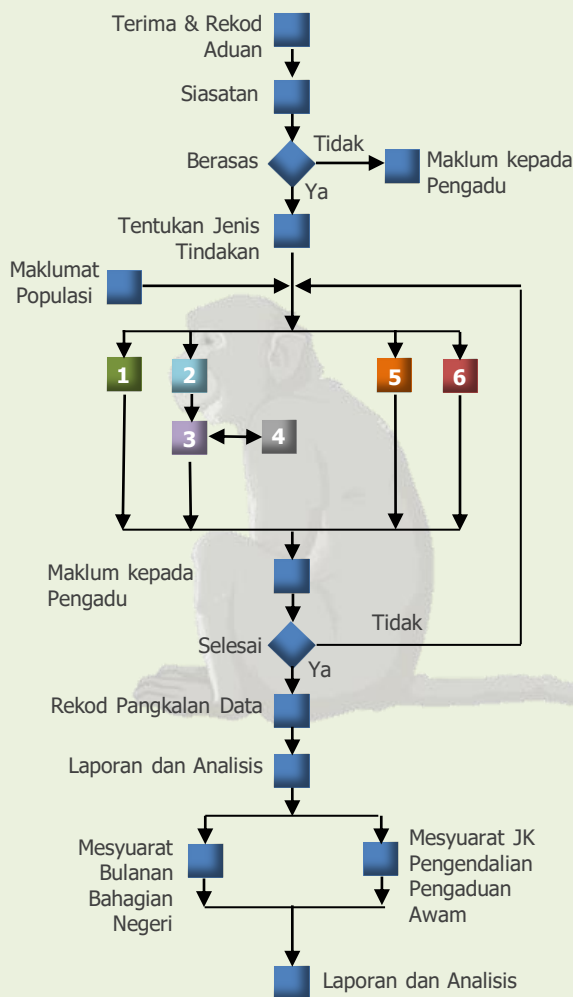 Terima & Rekod
Aduan
Siasatan
Tidak
Berasas
Maklum kepada
Pengadu
Ya
Tentukan Jenis
Tindakan
Maklumat
Populasi
1
2
5
6
3
4
Maklum kepada
Pengadu
Tidak
Selesai
Ya
Rekod Pangkalan Data
Laporan dan Analisis
Mesyuarat
Bulanan
Bahagian
Negeri
Mesyuarat JK
Pengendalian
Pengaduan
Awam
Laporan dan Analisis